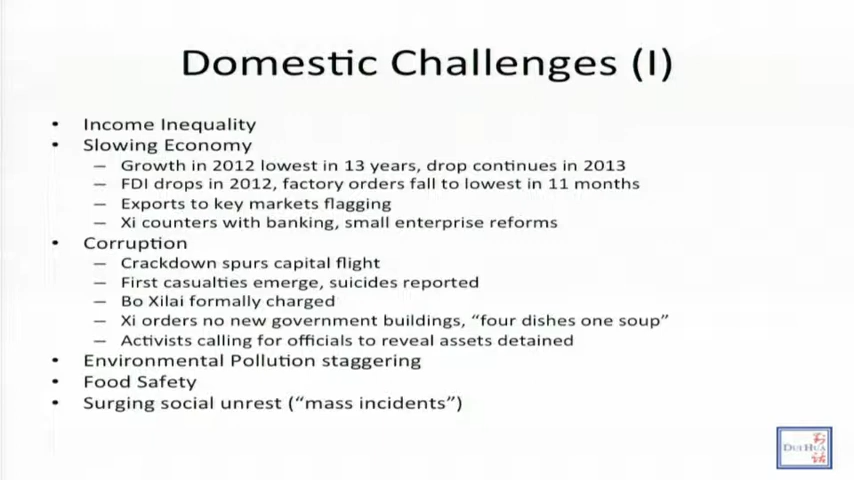 Domestic Challenges (I)
• Income Inequality
• Slowing Economy
– Growth in 2012 lowest in 13 years, drop continues in 2013
– FDI drops in 2012, factory orders fall to lowest in 11 months
– Exports to key markets flagging
– Xi counters with banking, small enterprise reforms
• Corruption
– Crackdown spurs capital flight
– First casualties emerge, suicides reported
– Bo Xilai formally charged
– Xi orders no new government buildings, “four dishes one soup”
– Activists calling for officials to reveal assets detained
• Environmental Pollution staggering
• Food Safety
• Surging social unrest (“mass incidents”)
DUI HUA